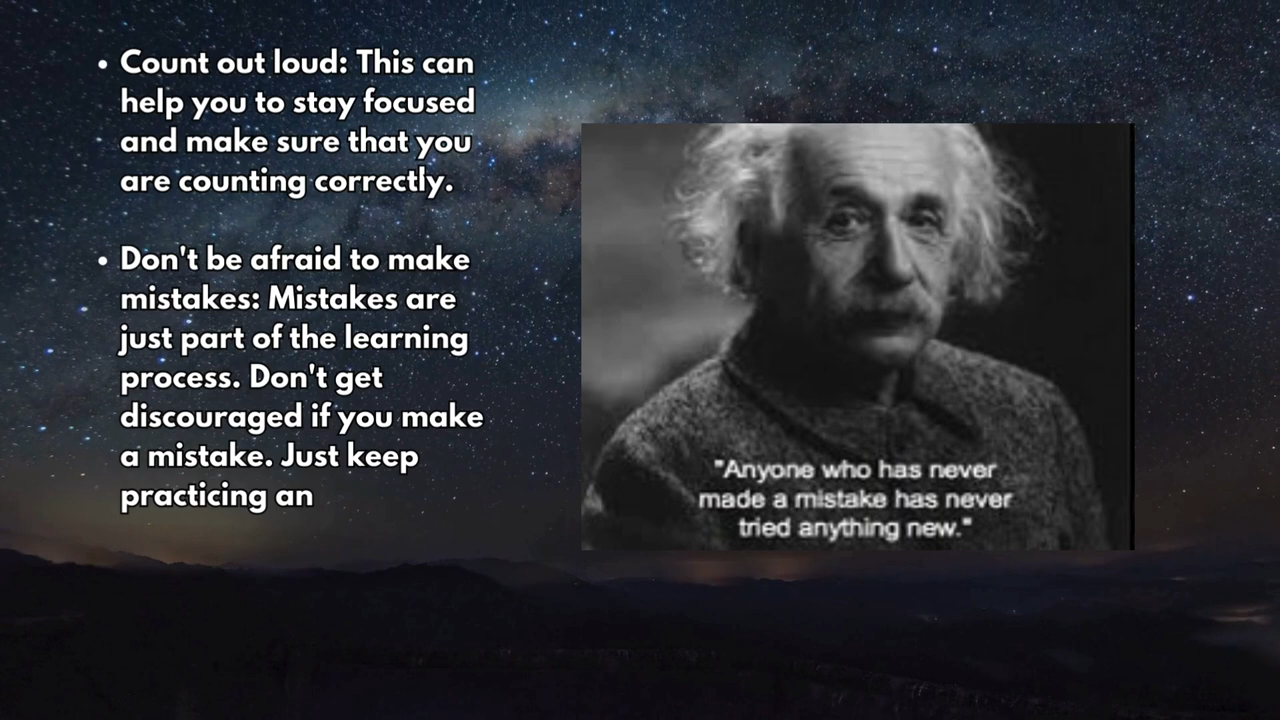 • Count out loud: This can
help you to stay focused
and make sure that you
are counting correctly.
• Don't be afraid to make
mistakes: Mistakes are
just part of the learning
process. Don't get
discouraged if you make
a mistake. Just keep
practicing an
"Anyone who has never
made a mistake has never
tried anything new."